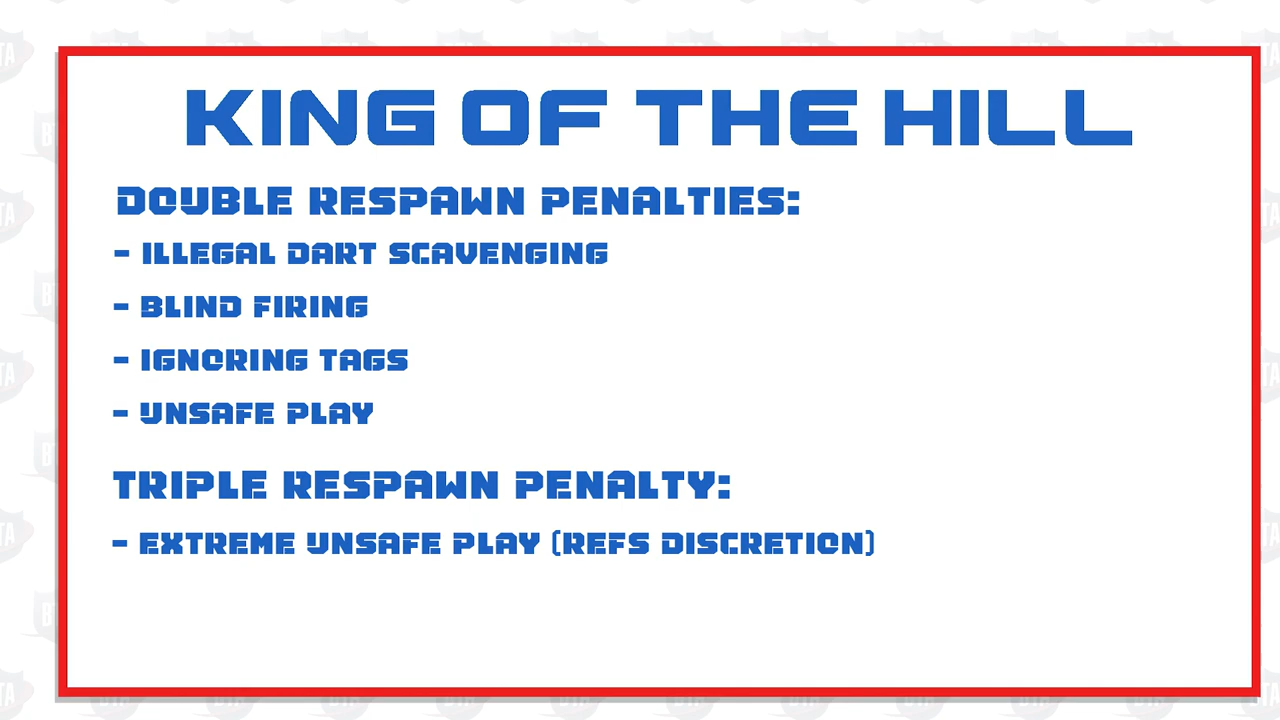 KING OF THE HILL
DOUBLE RESPAWN PENALTIES:
- ILLEGAL DART SCAVENGING
- BLIND FIRING
- IGNORING TAGS
- UNSAFE PLAY
TRIPLE RESPAWN PENALTY:
- EXTREME UNSAFE PLAY (REFS DISCRETION)